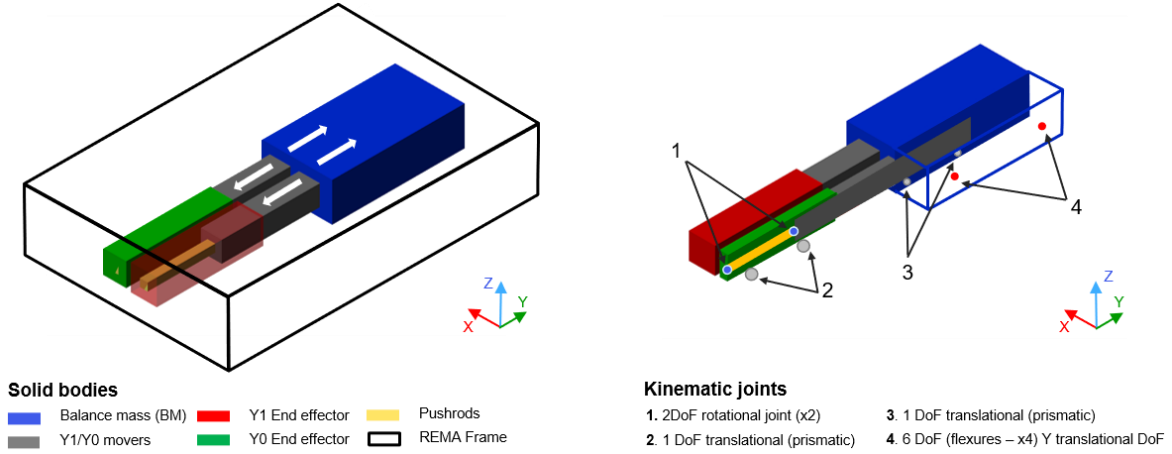 Z
Y
X
1
2
3
4
Z
Y
X
Solid bodies
Balance mass (BM)
Y1 End effector
Pushrods
Y1/Y0 movers
Y0 End effector
REMA Frame
Kinematic joints
1. 2DoF rotational joint (x2)
3. 1 DoF translational (prismatic)
2. 1 DoF translational (prismatic)
4. 6 DoF (flexures – x4) Y translational DoF